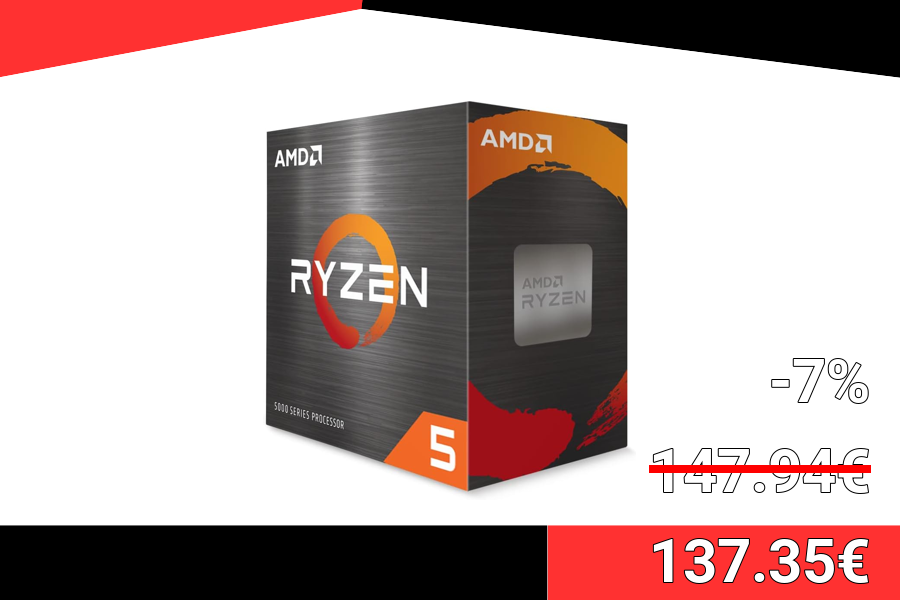 AMD
RYZEN
5000 SERIES PROCESSOR
5
AMD
AMD
RYZEN
-7%
147.94€
137.35€